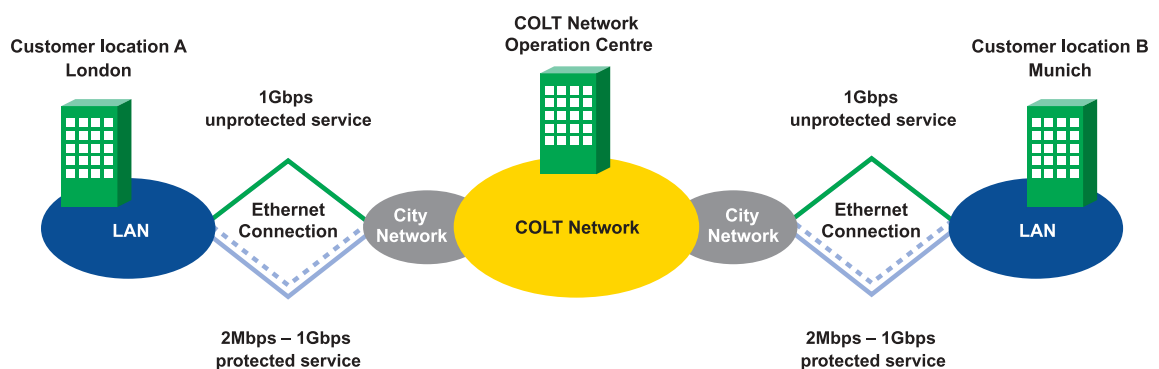 COLT Network
Operation Centre
Customer location A
London
Customer location B
Munich
1Gbps
unprotected service
1Gbps
unprotected service
LAN
Ethernet
Connection
City
Network
COLT Network
City
Network
Ethernet
Connection
LAN
2Mbps – 1Gbps
protected service
2Mbps – 1Gbps
protected service